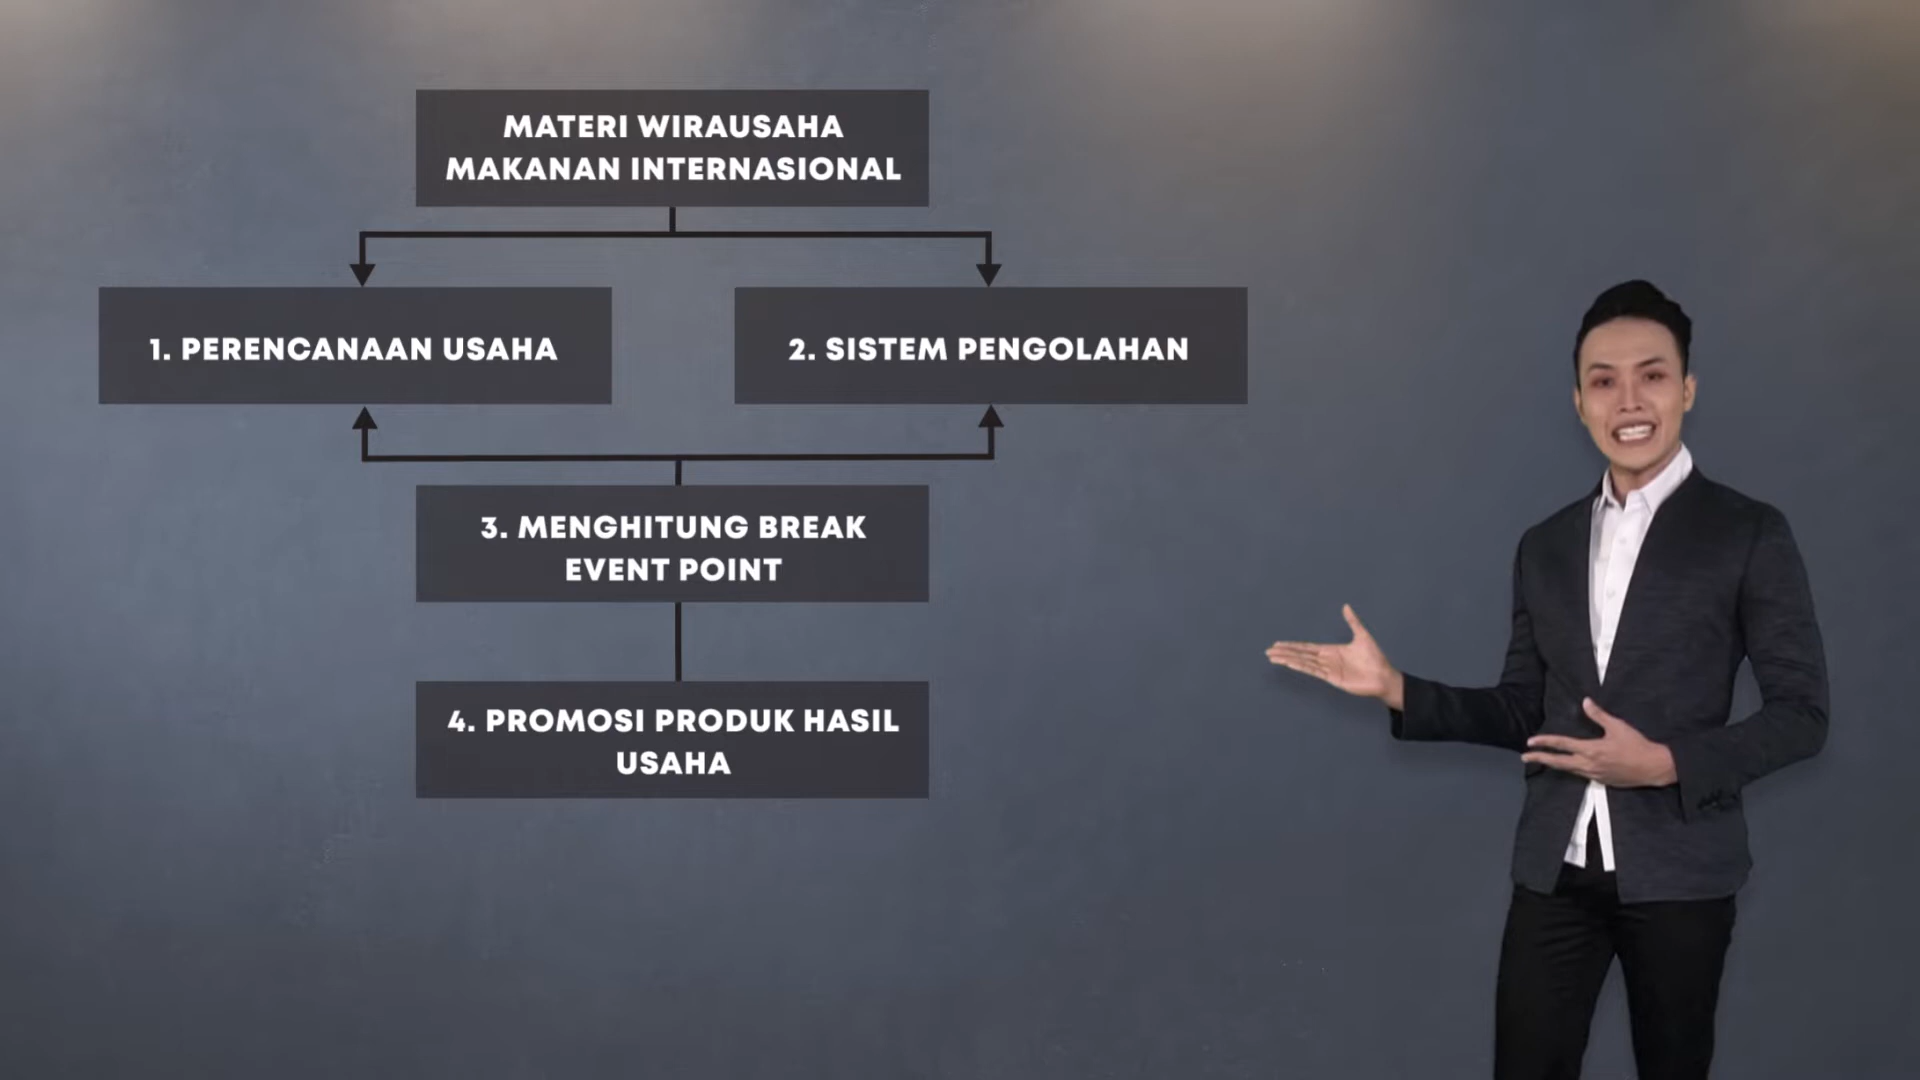 MATERI WIRAUSAHA
MAKANAN INTERNASIONAL
1. PERENCANAAN USAHA
2. SISTEM PENGOLAHAN
3. MENGHITUNG BREAK
EVENT POINT
4. PROMOSI PRODUK HASIL
USAHA